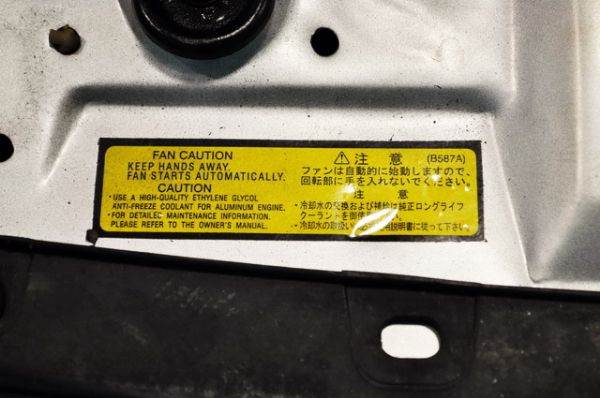 FAN CAUTION
KEEP HANDS AWAY.
FAN STARTS AUTOMATICALLY.
CAUTION
・USE A HIGH-QUALITY ETHYLENE GLYCOL
ANTI-FREEZE COOLANT FOR ALUMINUM ENGINE.
・FOR DETAILED MAINTENANCE INFORMATION.
PLEASE REFER TO THE OWNER'S MANUAL.
⚠注 意 (B587A)
ファンは自動的に始動しますので、
回転部に手を入れないでください。
注 意
・冷却水の交換および補給は純正ロングライフ
クーラントを御使
・冷却水の取扱い 説明書に従って下さい。